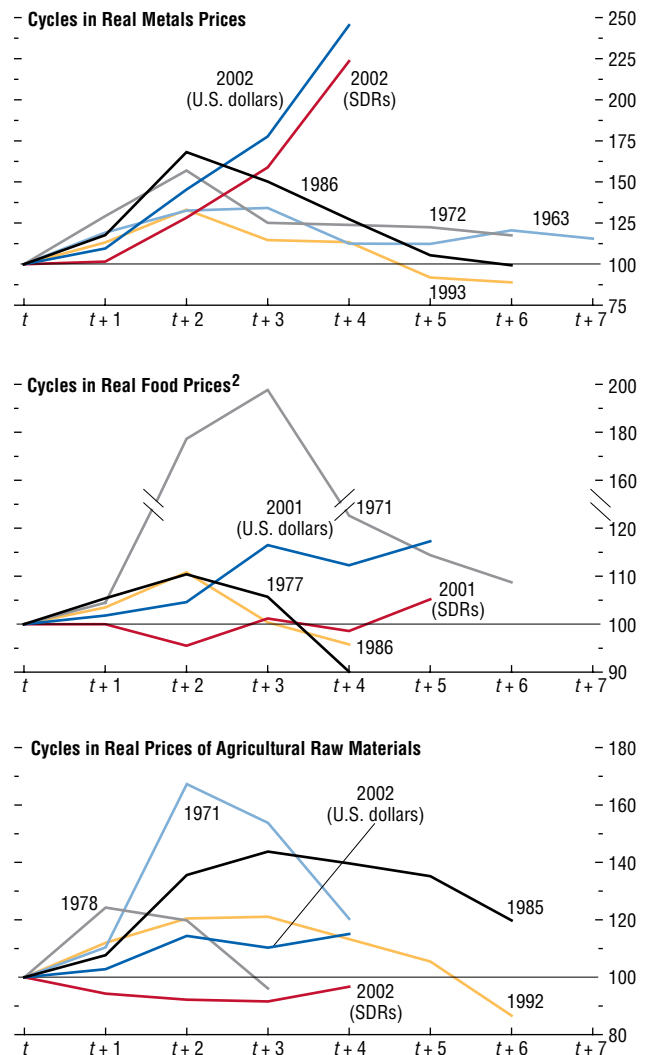 Cycles in Real Metals Prices
250
225
200
175
150
125
100
75
2002
(U.S. dollars)
2002
(SDRs)
1986
1972
1963
1993
t
t + 1
t + 2
t + 3
t + 4
t + 5
t + 6
t + 7
Cycles in Real Food Prices²
200
180
160
120
110
100
90
1971
2001
(U.S. dollars)
1977
2001
(SDRs)
1986
t
t + 1
t + 2
t + 3
t + 4
t + 5
t + 6
t + 7
Cycles in Real Prices of Agricultural Raw Materials
180
160
140
120
100
80
2002
(U.S. dollars)
1971
1978
1985
2002
(SDRs)
1992
t
t + 1
t + 2
t + 3
t + 4
t + 5
t + 6
t + 7